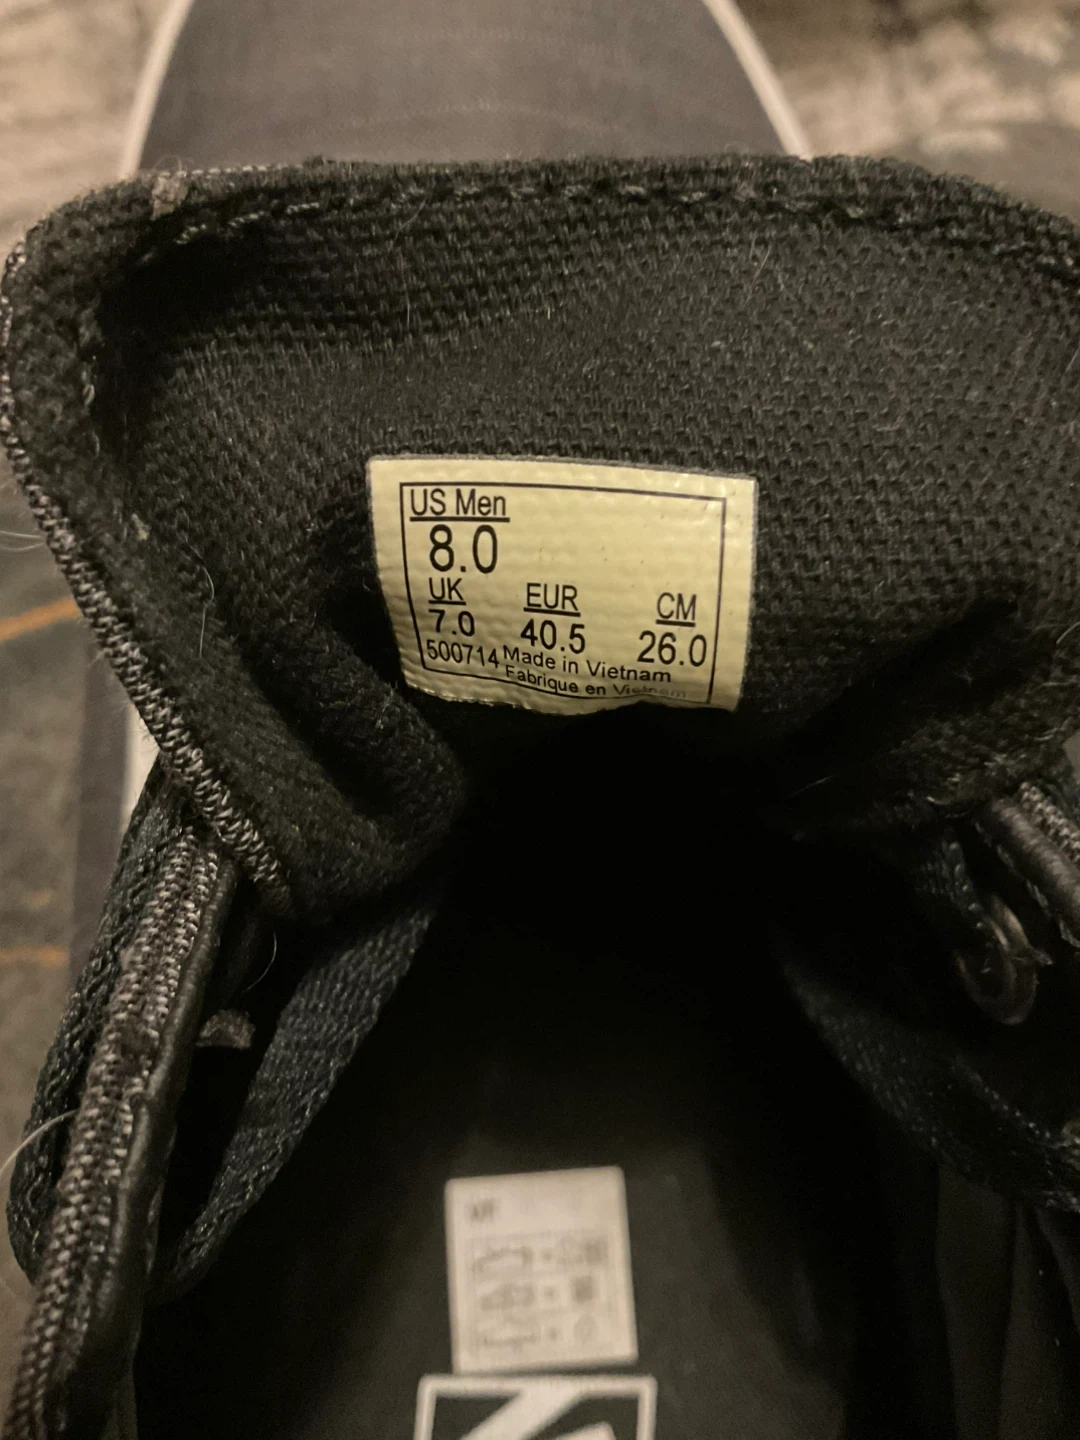 US Men
8.0
UK EUR CM
7.0 40.5 26.0
500714 Made in Vietnam
Fabrique en Vietnam